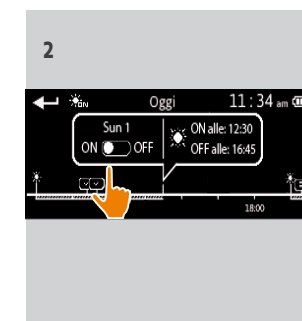 2
ON Oggi 11:34 am
Sun 1
ON OFF
ON alle: 12:30
OFF alle: 16:45
18:00